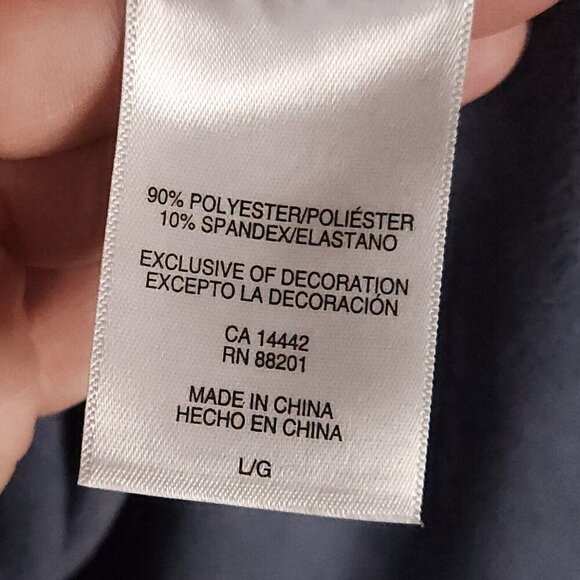 90% POLYESTER/POLIÉSTER
10% SPANDEX/ELASTANO
EXCLUSIVE OF DECORATION
EXCEPTO LA DECORACIÓN
CA 14442
RN 88201
MADE IN CHINA
HECHO EN CHINA
L/G